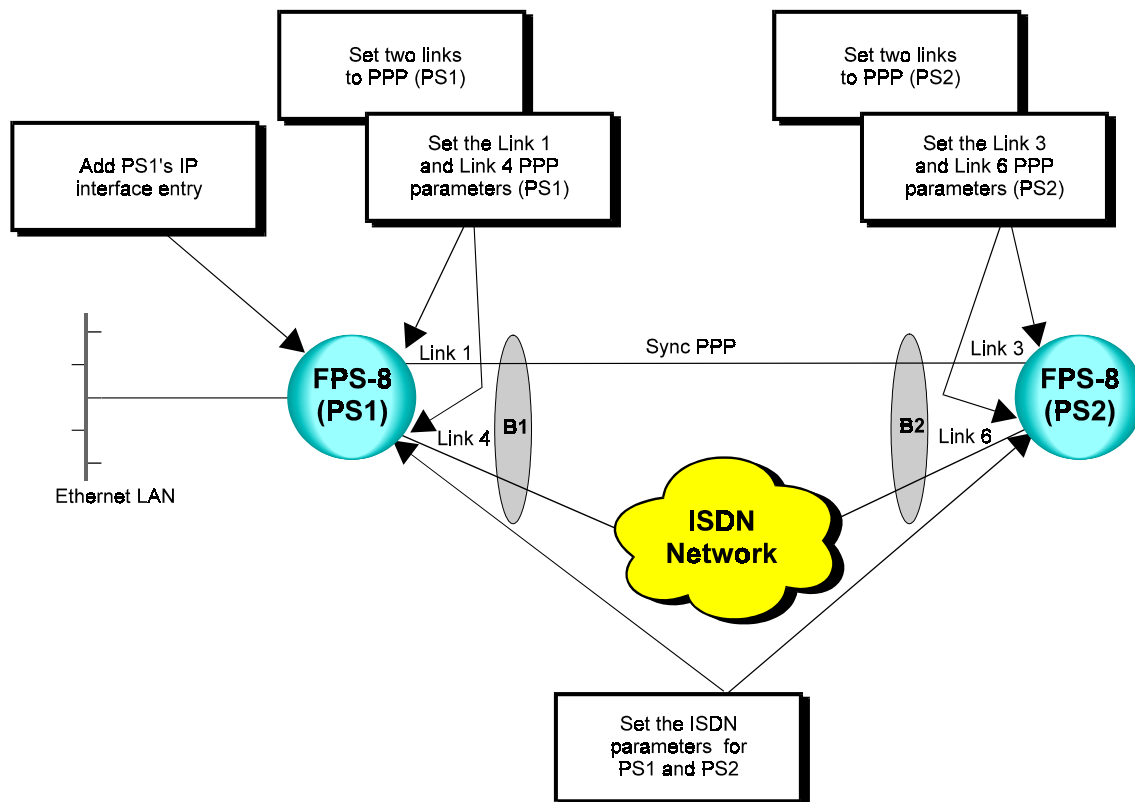 Set two links
to PPP (PS1)
Set two links
to PPP (PS2)
Add PS1's IP
interface entry
Set the Link 1
and Link 4 PPP
parameters (PS1)
Set the Link 3
and Link 6 PPP
parameters (PS2)
Link 1
Sync PPP
Link 3
FPS-8
(PS1)
FPS-8
(PS2)
B1
B2
Link 4
Link 6
Ethernet LAN
ISDN
Network
Set the ISDN
parameters for
PS1 and PS2